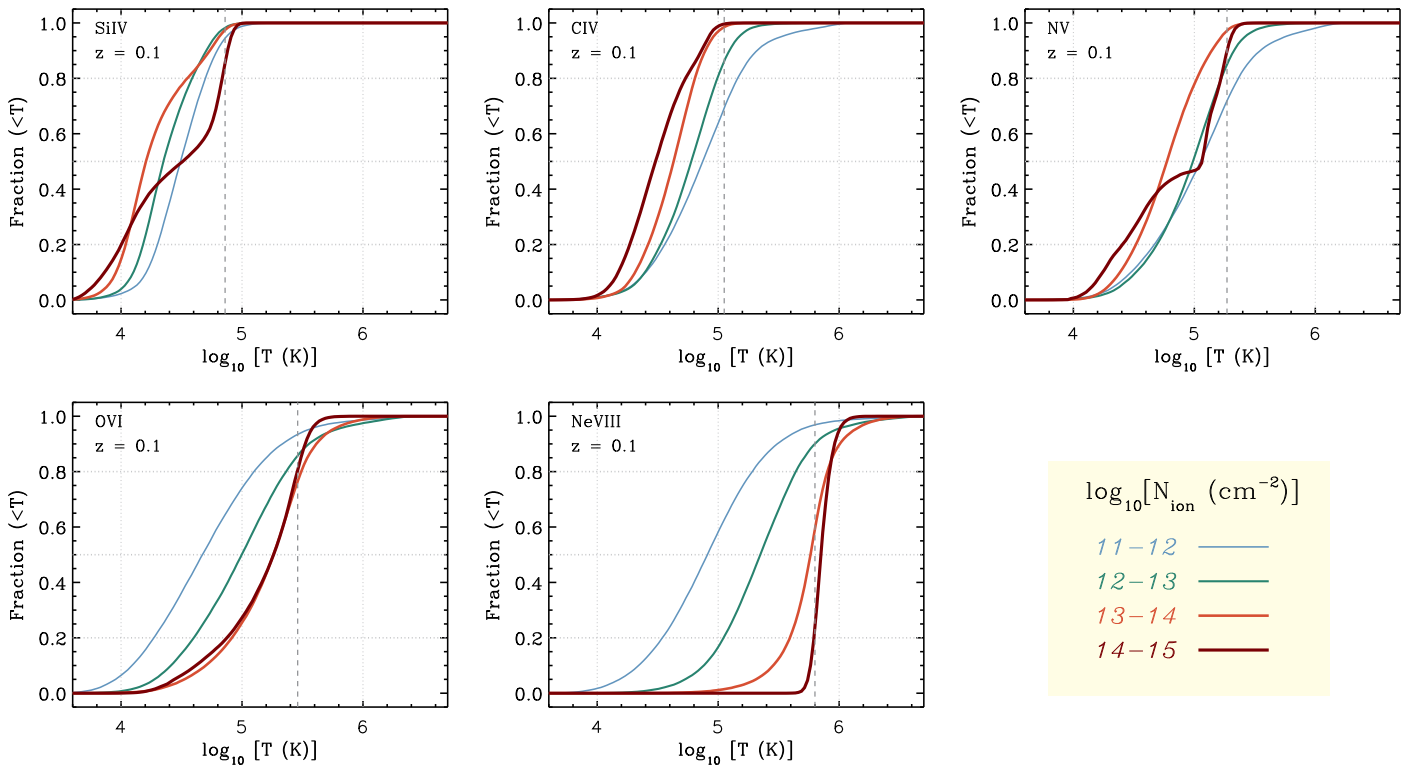 SiIV
z = 0.1
Fraction (<T)
1.0
0.8
0.6
0.4
0.2
0.0
4 5 6
log10 [T (K)]
CIV
z = 0.1
Fraction (<T)
1.0
0.8
0.6
0.4
0.2
0.0
4 5 6
log10 [T (K)]
NV
z = 0.1
Fraction (<T)
1.0
0.8
0.6
0.4
0.2
0.0
4 5 6
log10 [T (K)]
OVI
z = 0.1
Fraction (<T)
1.0
0.8
0.6
0.4
0.2
0.0
4 5 6
log10 [T (K)]
NeVIII
z = 0.1
Fraction (<T)
1.0
0.8
0.6
0.4
0.2
0.0
4 5 6
log10 [T (K)]
log10[Nion (cm−2)]
11−12
12−13
13−14
14−15